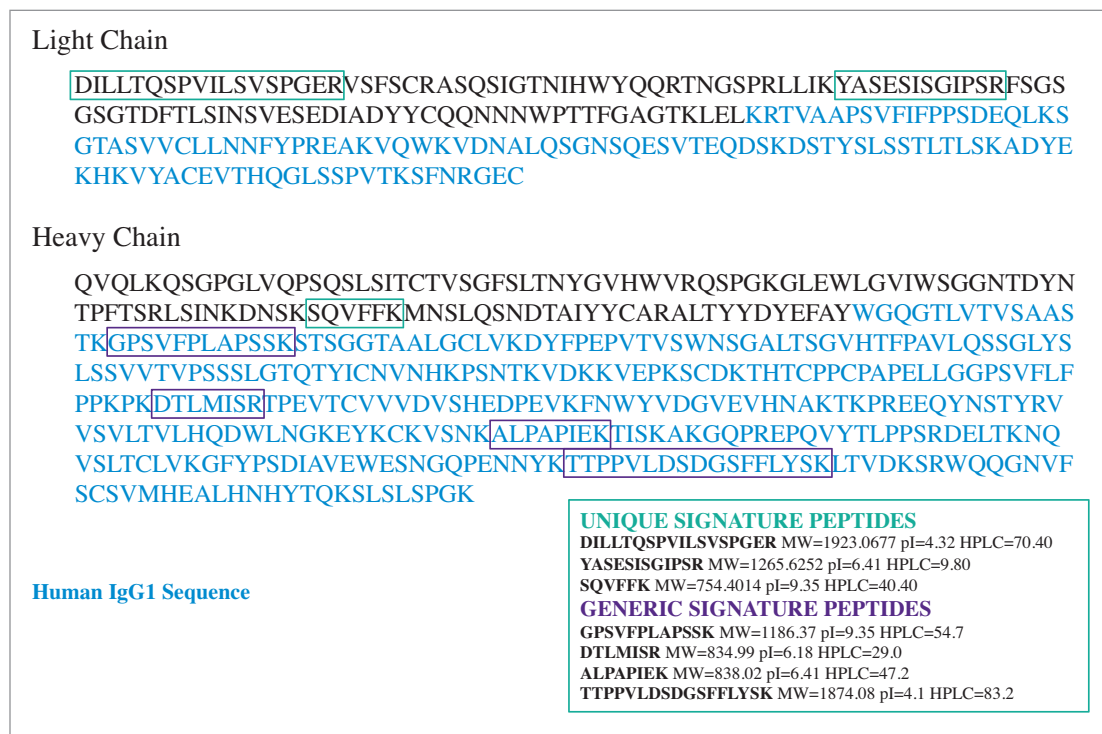 Light Chain
DILLTQSPVILSVSPGERVSFSCRASQSIGTNIHWYQQRTNGSPRLLIKYASESISGIPSRFSGS
GSGTDFTLSINSVESEDIADYYCQQNNNWPTTFGAGTKLELKRTVAAPSVFIFPPSDEQLKS
GTASVVCLLNNFYPREAKVQWKVDNALQSGNSQESVTEQDSKDSTYSLSSTLTLSKADYE
KHKVYACEVTHQGLSSPVTKSFNRGEC
Heavy Chain
QVQLKQSGPGLVQPSQSLSITCTVSGFSLTNYGVHWVRQSPGKGLEWLGVIWSGGNTDYN
TPFTSRLSINKDNSKSQVFFKMNSLQSNDTAIYYCARALTYYDYEFAYWGQGTLVTVSAAS
TKGPSVFPLAPSSKSTSGGTAALGCLVKDYFPEPVTVSWNSGALTSGVHTFPAVLQSSGLYS
LSSVVTVPSSSLGTQTYICNVNHKPSNTKVDKKVEPKSCDKTHTCPPCPAPELLGGPSVFLF
PPKPKDTLMISRTPEVTCVVVDVSHEDPEVKFNWYVDGVEVHNAKTKPREEQYNSTYRV
VSVLTVLHQDWLNGKEYKCKVSNKALPAPIEKTISKAKGQPREPQVYTLPPSRDELTKNQ
VSLTCLVKGFYPSDIAVEWESNGQPENNYKTTPPVLDSDGSFFLYSKLTVDKSRWQQGNVF
SCSVMHEALHNHYTQKSLSLSPGK
UNIQUE SIGNATURE PEPTIDES
DILLTQSPVILSVSPGER MW=1923.0677 pI=4.32 HPLC=70.40
YASESISGIPSR MW=1265.6252 pI=6.41 HPLC=9.80
SQVFFK MW=754.4014 pI=9.35 HPLC=40.40
GENERIC SIGNATURE PEPTIDES
GPSVFPLAPSSK MW=1186.37 pI=9.35 HPLC=54.7
DTLMISR MW=834.99 pI=6.18 HPLC=29.0
ALPAPIEK MW=838.02 pI=6.41 HPLC=47.2
TTPPVLDSDGSFFLYSK MW=1874.08 pI=4.1 HPLC=83.2
Human IgG1 Sequence